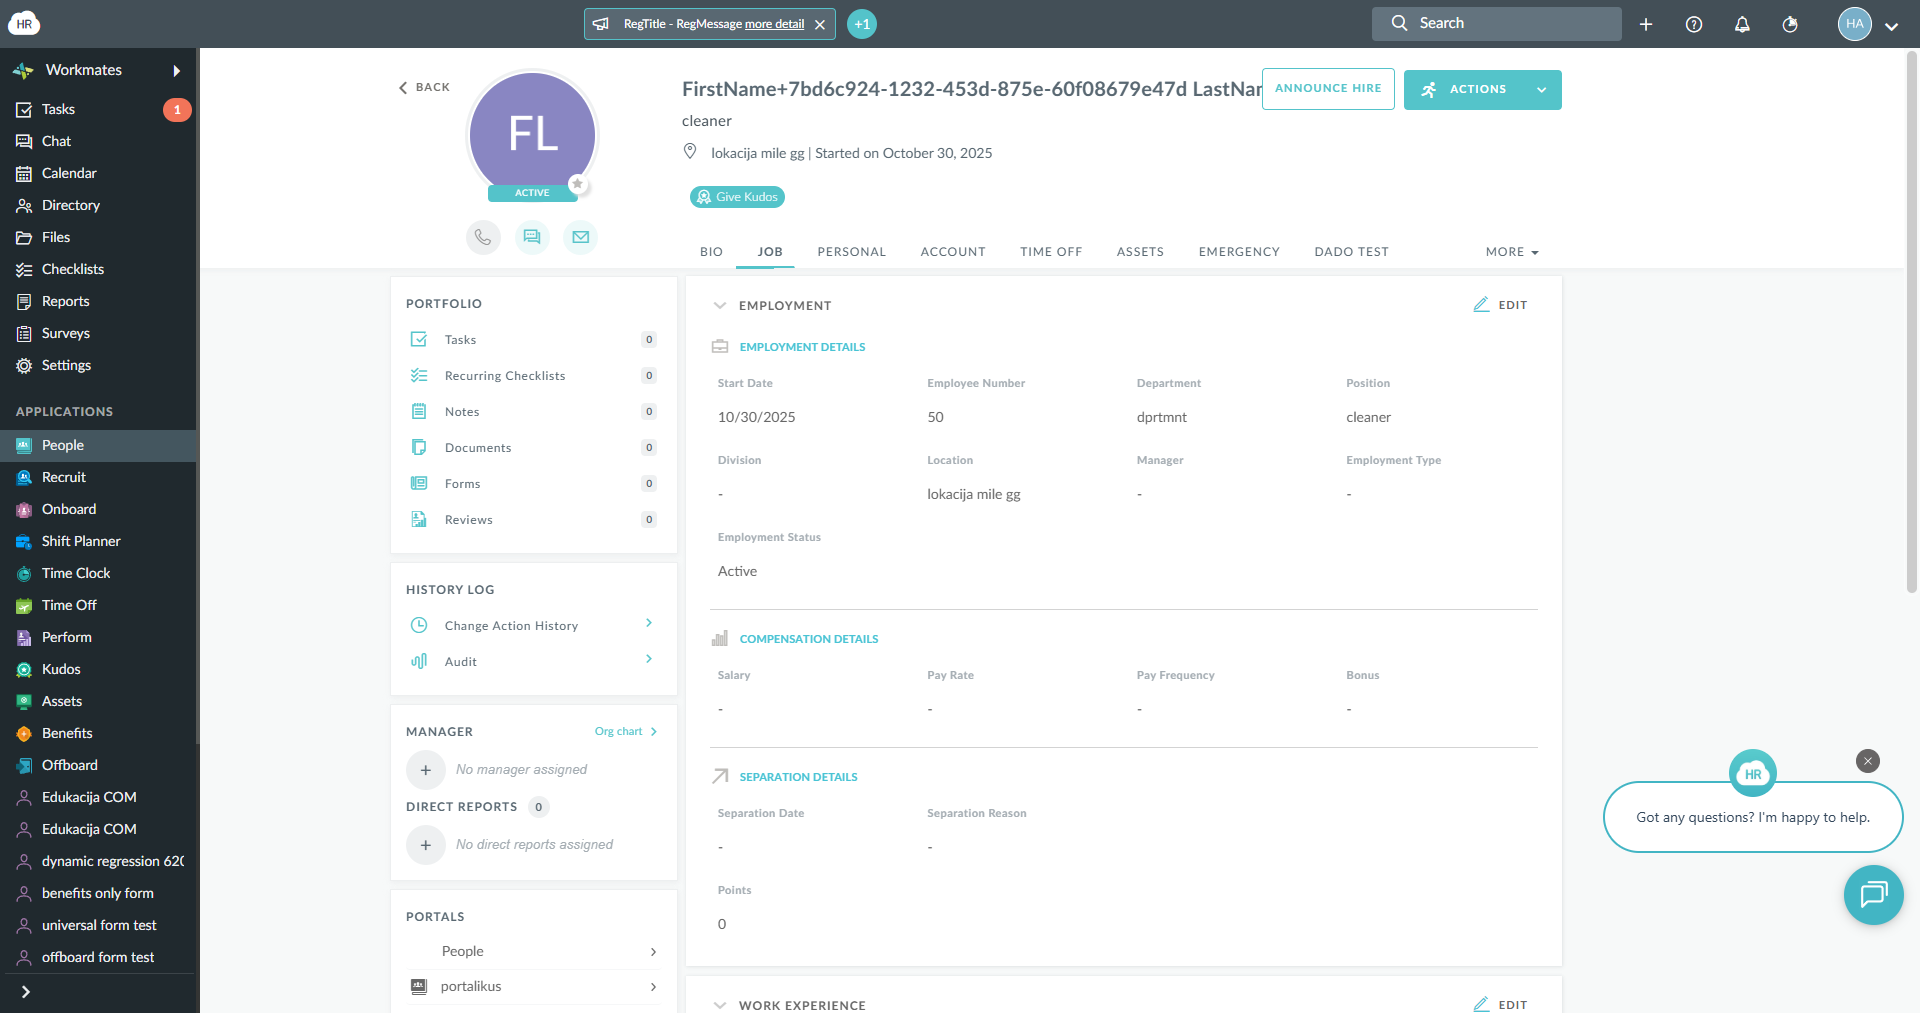 HR
RegTitle - RegMessage more detail
+1
Search
HA
Workmates
Tasks
1
Chat
Calendar
Directory
Files
Checklists
Reports
Surveys
Settings
APPLICATIONS
People
Recruit
Onboard
Shift Planner
Time Clock
Time Off
Perform
Kudos
Assets
Benefits
Offboard
Edukacija COM
Edukacija COM
dynamic regression 620
benefits only form
universal form test
offboard form test
BACK
FL
ACTIVE
FirstName+7bd6c924-1232-453d-875e-60f08679e47d LastNar
ANNOUNCE HIRE
ACTIONS
cleaner
lokacija mile gg | Started on October 30, 2025
Give Kudos
BIO JOB PERSONAL ACCOUNT TIME OFF ASSETS EMERGENCY DADO TEST MORE
PORTFOLIO
Tasks 0
Recurring Checklists 0
Notes 0
Documents 0
Forms 0
Reviews 0
HISTORY LOG
Change Action History
Audit
MANAGER Org chart
+ No manager assigned
DIRECT REPORTS 0
+ No direct reports assigned
PORTALS
People
portalikus
EMPLOYMENT EDIT
EMPLOYMENT DETAILS
Start Date Employee Number Department Position
10/30/2025 50 dprtmnt cleaner
Division Location Manager Employment Type
- lokacija mile gg - -
Employment Status
Active
COMPENSATION DETAILS
Salary Pay Rate Pay Frequency Bonus
- - - -
SEPARATION DETAILS
Separation Date Separation Reason
- -
Points
0
WORK EXPERIENCE EDIT
HR
Got any questions? I'm happy to help.